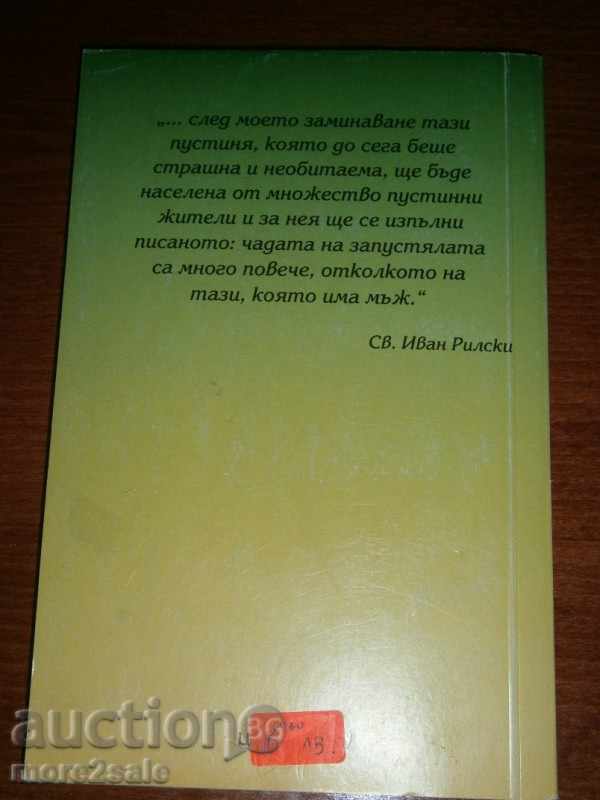 „... след моето заминаване тази
пустиня, която до сега беше
страшна и необитаема, ще бъде
населена от множество пустинни
жители и за нея ще се изпълни
писаното: чадата на запустялата
са много повече, отколкото на
тази, която има мъж.“
Св. Иван Рилски
auction
more2sale
лв.